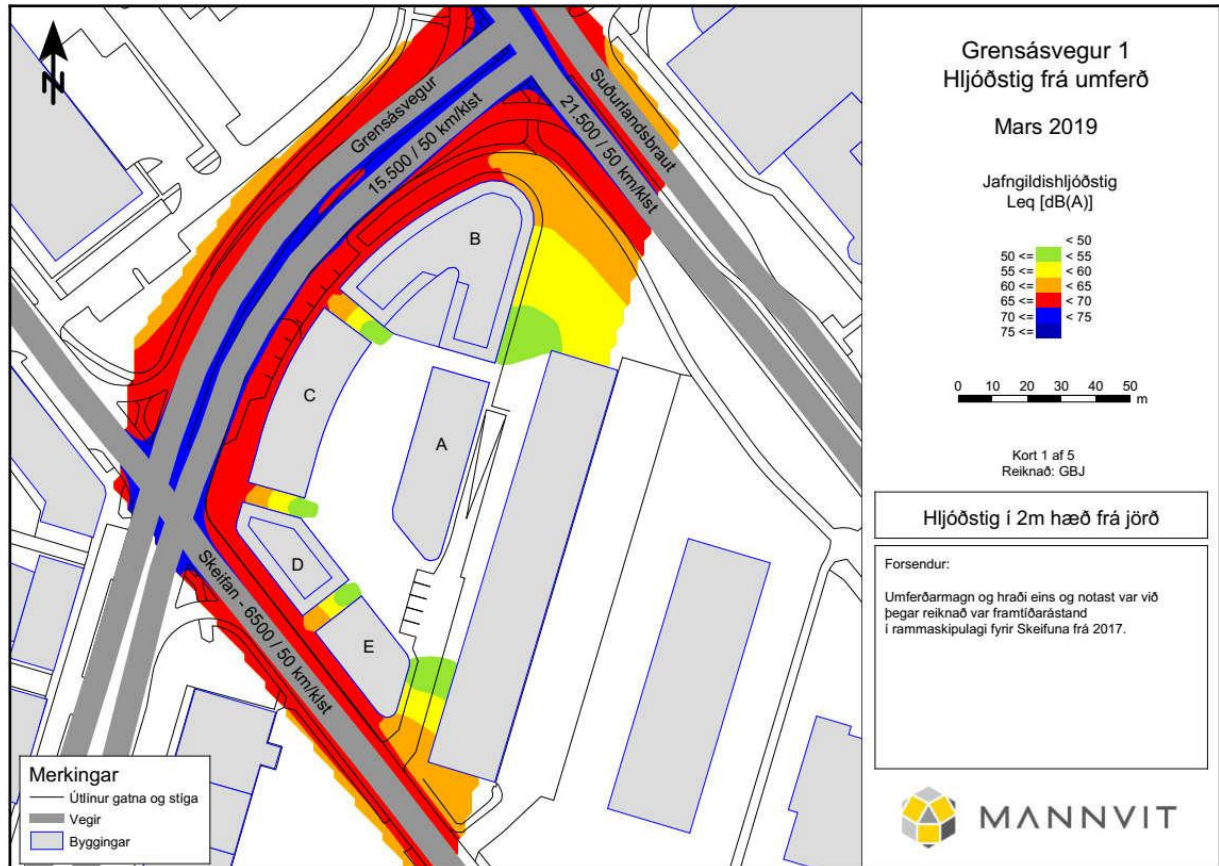 N
Grensásvegur
15.500 / 50 km/klst
Suðurlandsbraut
21.500 / 50 km/klst
B
C
A
D
E
Skeifan - 6500 / 50 km/klst
Merkingar
Útlínur gatna og stíga
Vegir
Byggingar
Grensásvegur 1
Hljóðstig frá umferð
Mars 2019
Jafngildishljóðstig
Leq [dB(A)]
< 50
50 <= < 55
55 <= < 60
60 <= < 65
65 <= < 70
70 <= < 75
75 <=
0 10 20 30 40 50
m
Kort 1 af 5
Reiknað: GBJ
Hljóðstig í 2m hæð frá jörð
Forsendur:
Umferðarmagn og hraði eins og notast var við
þegar reiknað var framtíðarástand
í rammaskipulagi fyrir Skeifuna frá 2017.
MANNVIT